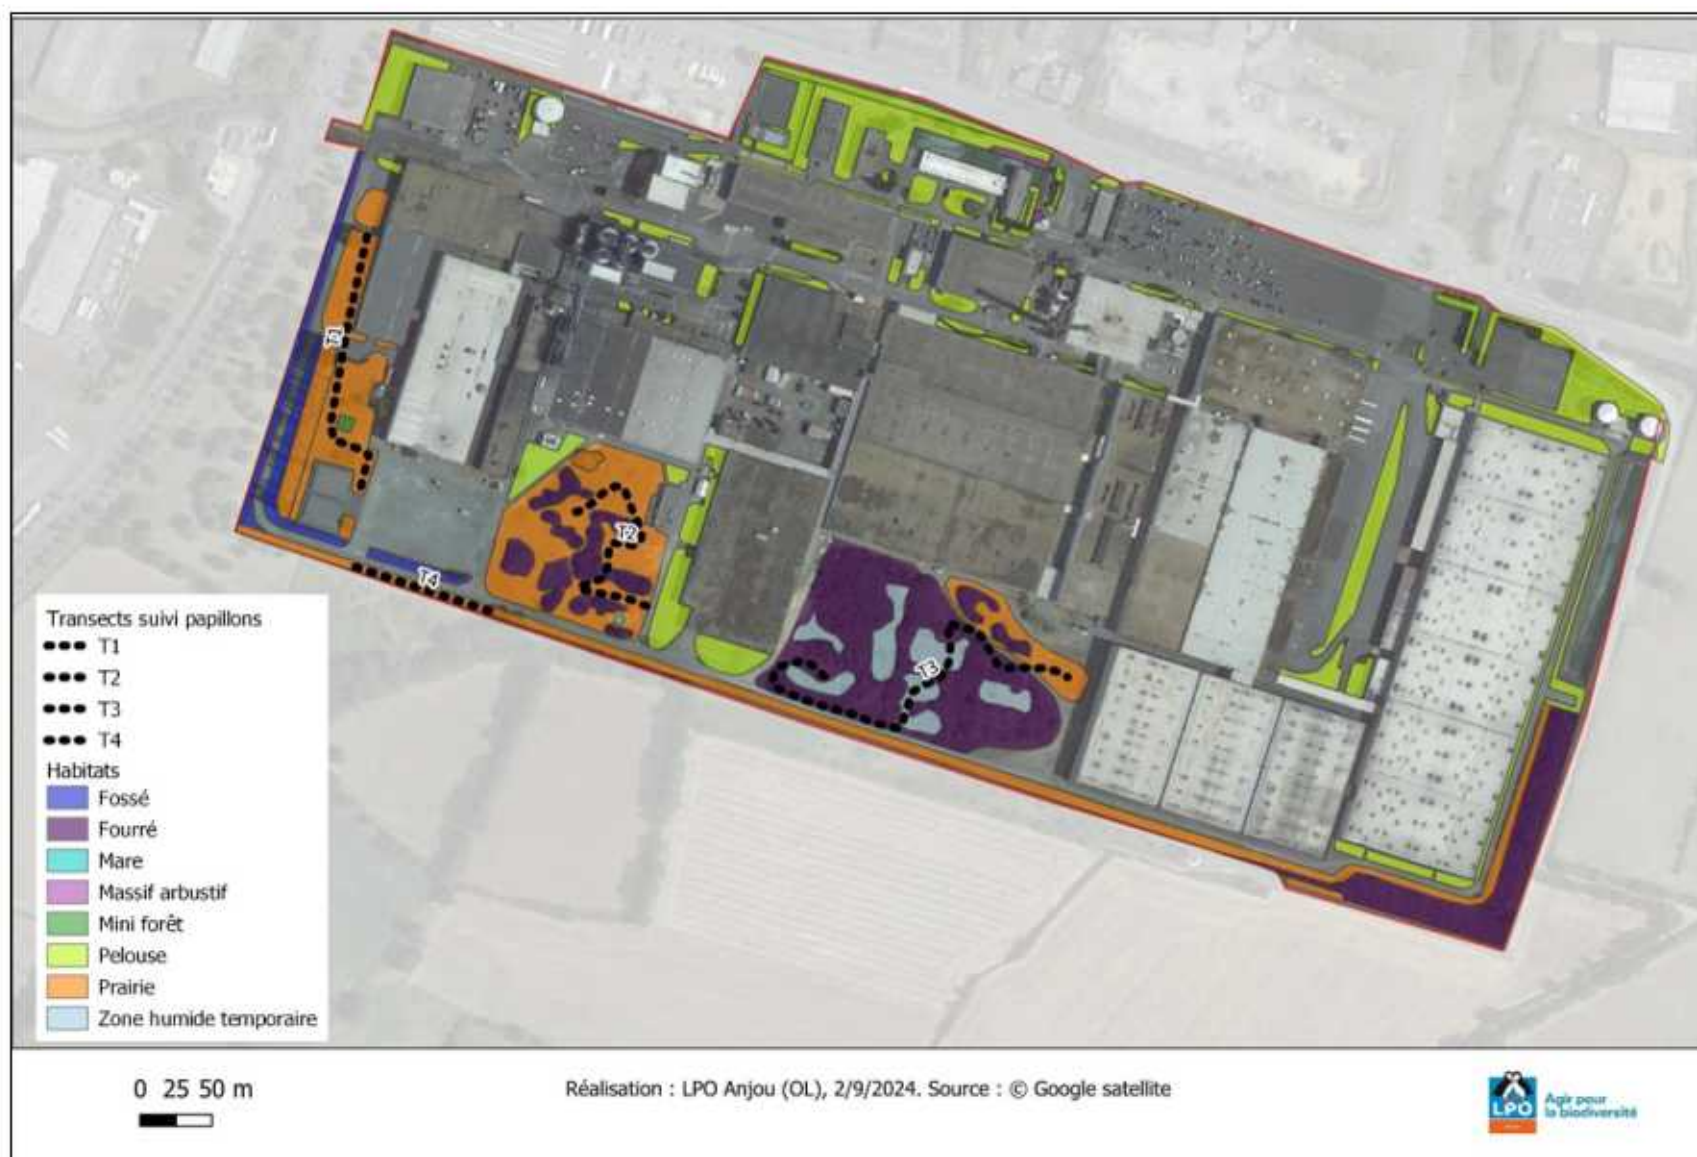 T1
T2
T3
T4
Transects suivi papillons
T1
T2
T3
T4
Habitats
Fossé
Fourré
Mare
Massif arbustif
Mini forêt
Pelouse
Prairie
Zone humide temporaire
0 25 50 m
Réalisation : LPO Anjou (OL), 2/9/2024. Source : © Google satellite
LPO
Agir pour
la biodiversité